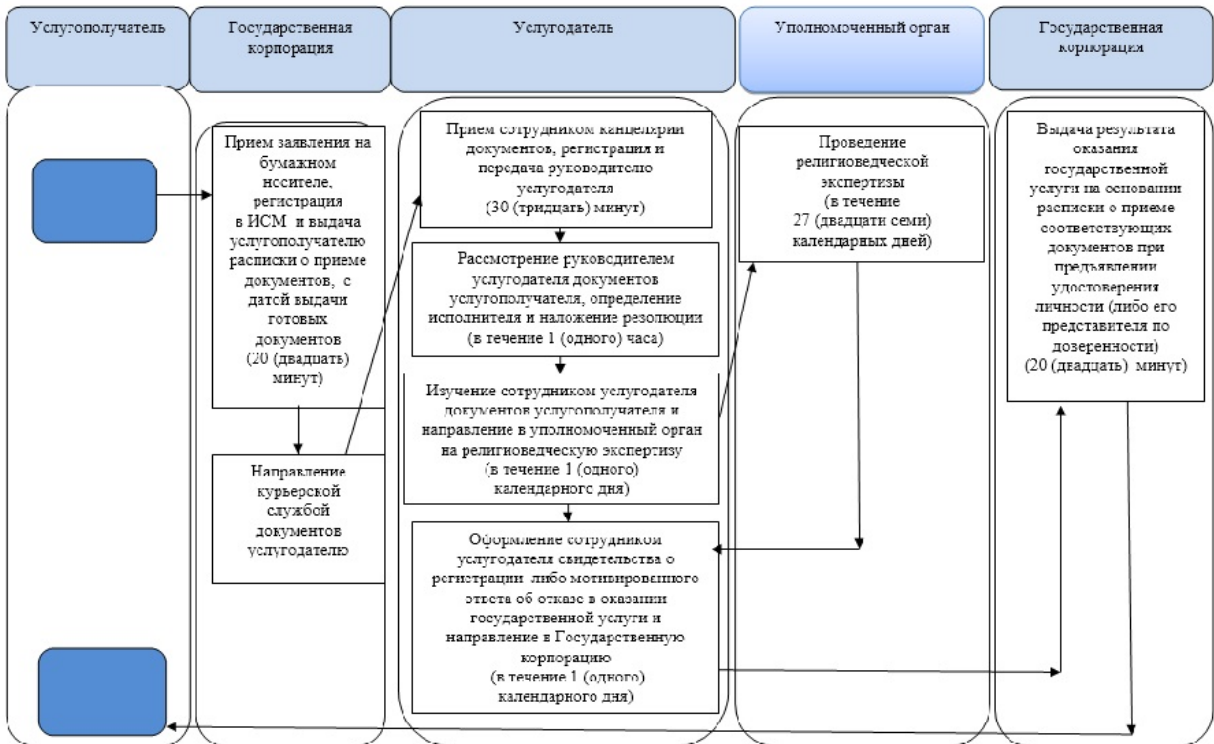 Услугополучатель
Государственная
корпорация
Услугодатель
Уполномоченный орган
Государственная
корпорация
Прием заявления на
бумажном
носителе,
регистрация
в ИСМ и выдача
услугополучателю
расписки о приеме
документов, с
датой выдачи
готовых
документов
(20 (двадцать)
минут)
Направление
курьерской
службой
документов
услугодателю
Прием сотрудником канцелярии
документов, регистрация и
передача руководителю
услугодателя
(30 (тридцать) минут)
Рассмотрение руководителем
услугодателя документов
услугополучателя, определение
исполнителя и наложение резолюции
(в течение 1 (одного) часа)
Изучение сотрудником услугодателя
документов услугополучателя и
направление в уполномоченный орган
на религиоведческую экспертизу
(в течение 1 (одного)
календарного дня)
Оформление сотрудником
услугодателя свидетельства о
регистрации либо мотивированного
ответа об отказе в оказании
государственной услуги и
направление в Государственную
корпорацию
(в течение 1 (одного)
календарного дня)
Проведение
религиоведческой
экспертизы
(в течение
27 (двадцати семи)
календарных дней)
Выдача результата
оказания
государственной
услуги на основании
расписки о приеме
соответствующих
документов при
предъявлении
удостоверения
личности (либо его
представителя по
доверенности)
(20 (двадцать) минут)